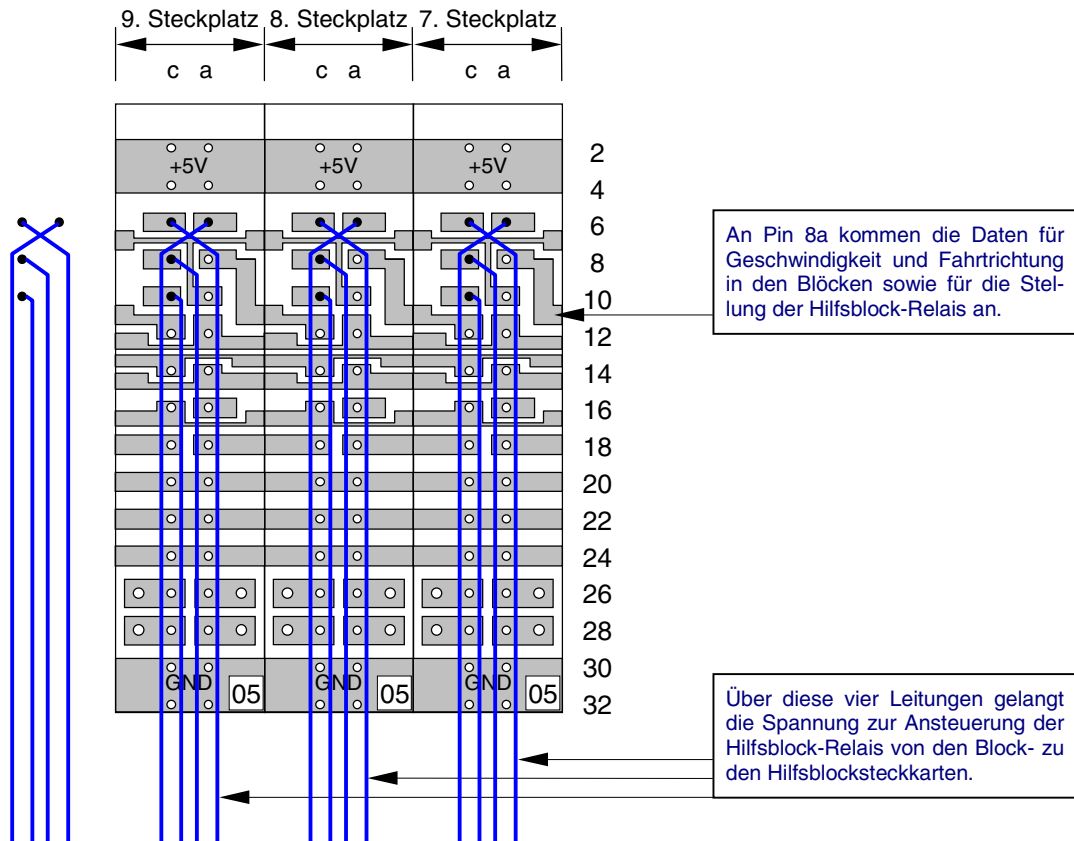 9. Steckplatz 8. Steckplatz 7. Steckplatz
c a c a c a
+5V +5V +5V
2
4
6
8
10
12
14
16
18
20
22
24
26
28
30
32
GND 05 GND 05 GND 05
An Pin 8a kommen die Daten für
Geschwindigkeit und Fahrtrichtung
in den Blöcken sowie für die Stel-
lung der Hilfsblock-Relais an.
Über diese vier Leitungen gelangt
die Spannung zur Ansteuerung der
Hilfsblock-Relais von den Block- zu
den Hilfsblocksteckkarten.